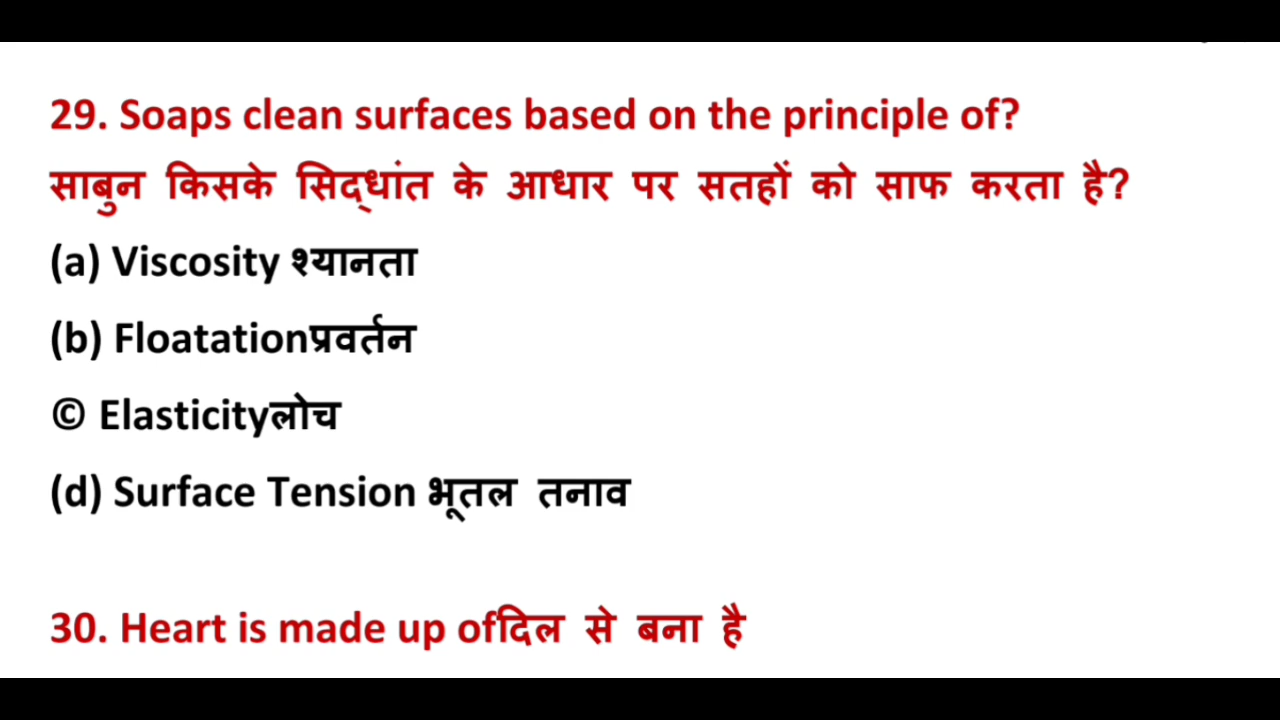 29. Soaps clean surfaces based on the principle of?
साबुन किसके सिद्धांत के आधार पर सतहों को साफ करता है?
(a) Viscosity श्यानता
(b) Floatationप्रवर्तन
© Elasticityलोच
(d) Surface Tension भूतल तनाव
30. Heart is made up ofदिल से बना है